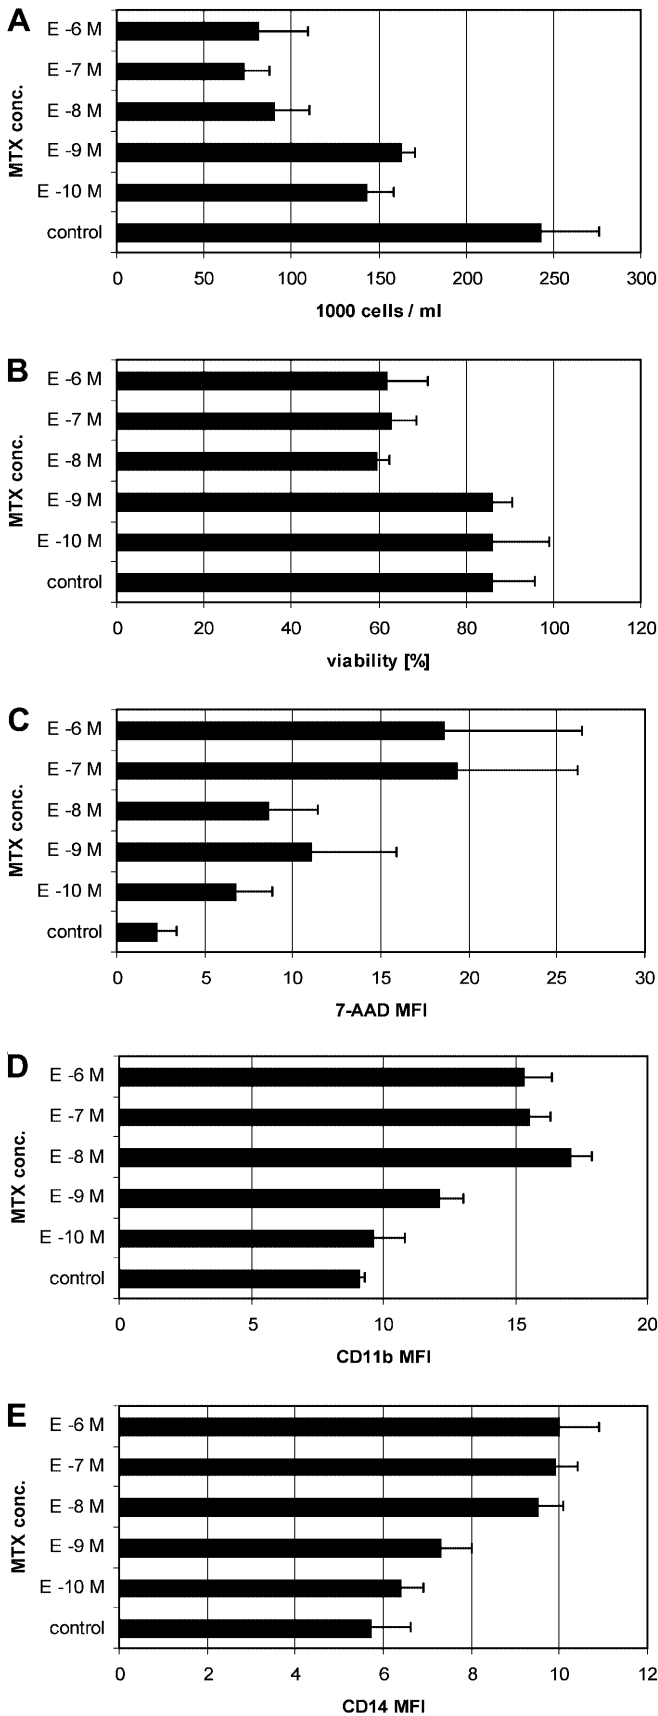 A
MTX conc.
E -6 M
E -7 M
E -8 M
E -9 M
E -10 M
control
0 50 100 150 200 250 300
1000 cells / ml
B
MTX conc.
E -6 M
E -7 M
E -8 M
E -9 M
E -10 M
control
0 20 40 60 80 100 120
viability [%]
C
MTX conc.
E -6 M
E -7 M
E -8 M
E -9 M
E -10 M
control
0 5 10 15 20 25 30
7-AAD MFI
D
MTX conc.
E -6 M
E -7 M
E -8 M
E -9 M
E -10 M
control
0 5 10 15 20
CD11b MFI
E
MTX conc.
E -6 M
E -7 M
E -8 M
E -9 M
E -10 M
control
0 2 4 6 8 10 12
CD14 MFI